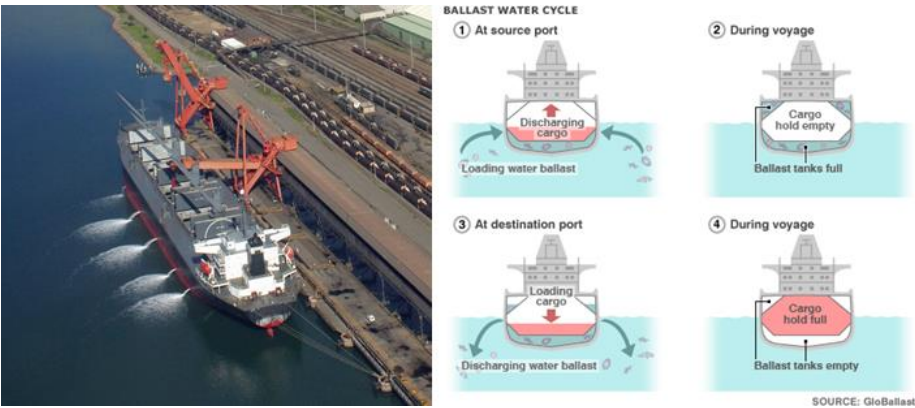 BALLAST WATER CYCLE
1 At source port
Discharging
cargo
Loading water ballast
2 During voyage
Cargo
hold empty
Ballast tanks full
3 At destination port
Loading
cargo
Discharging water ballast
4 During voyage
Cargo
hold full
Ballast tanks empty
SOURCE: GloBallast